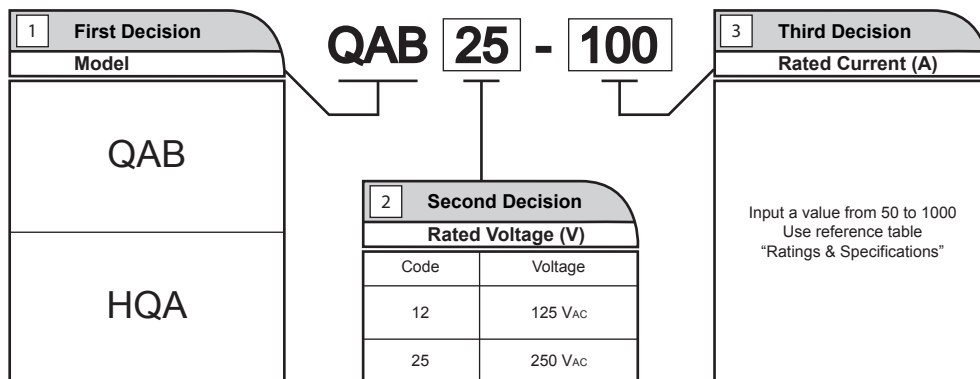 1 First Decision
Model
QAB
HQA
QAB 25 - 100
2 Second Decision
Rated Voltage (V)
Code Voltage
12 125 VAC
25 250 VAC
3 Third Decision
Rated Current (A)
Input a value from 50 to 1000
Use reference table
“Ratings & Specifications”